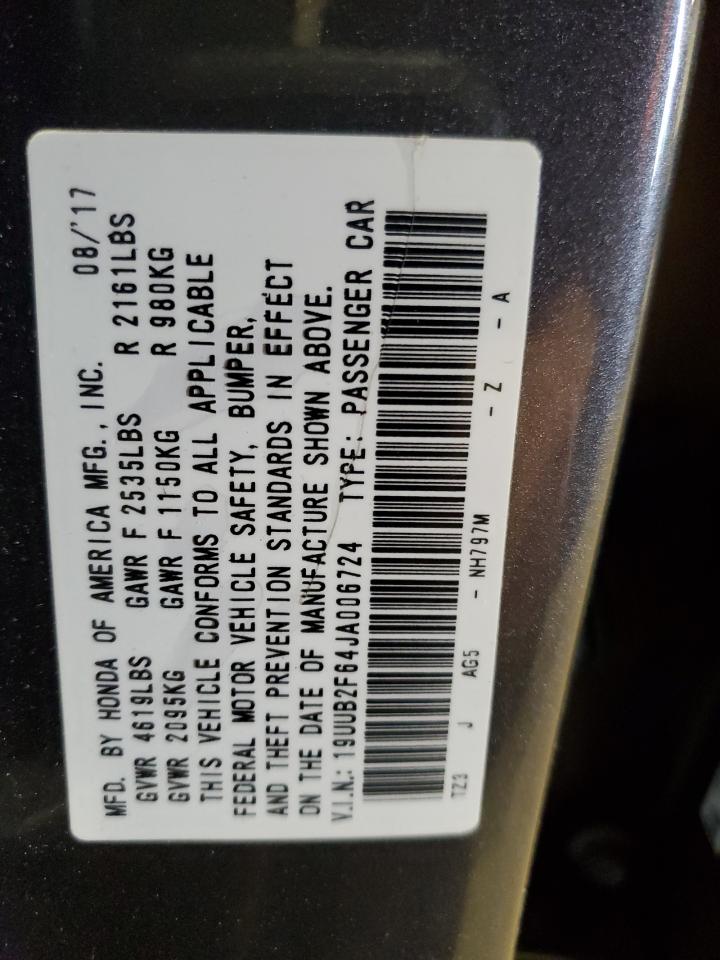 MFD. BY HONDA OF AMERICA MFG., INC. 08/'17
GVWR 4619LBS GAWR F 2535LBS R 2161LBS
GVWR 2095KG GAWR F 1150KG R 980KG
THIS VEHICLE CONFORMS TO ALL APPLICABLE
FEDERAL MOTOR VEHICLE SAFETY, BUMPER,
AND THEFT PREVENTION STANDARDS IN EFFECT
ON THE DATE OF MANUFACTURE SHOWN ABOVE.
V.I.N.: 19UUB2F64JA006724 TYPE: PASSENGER CAR
TZ3 J AG5 - NH797M - Z - A